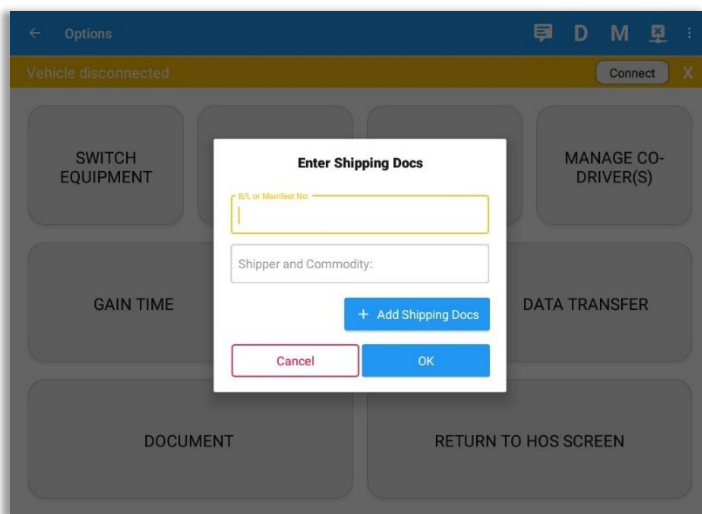 Options
D M
Vehicle disconnected
Connect X
SWITCH
EQUIPMENT
MANAGE CO-
DRIVER(S)
Enter Shipping Docs
B/L or Manifest No:
Shipper and Commodity:
+ Add Shipping Docs
Cancel
OK
GAIN TIME
DATA TRANSFER
DOCUMENT
RETURN TO HOS SCREEN